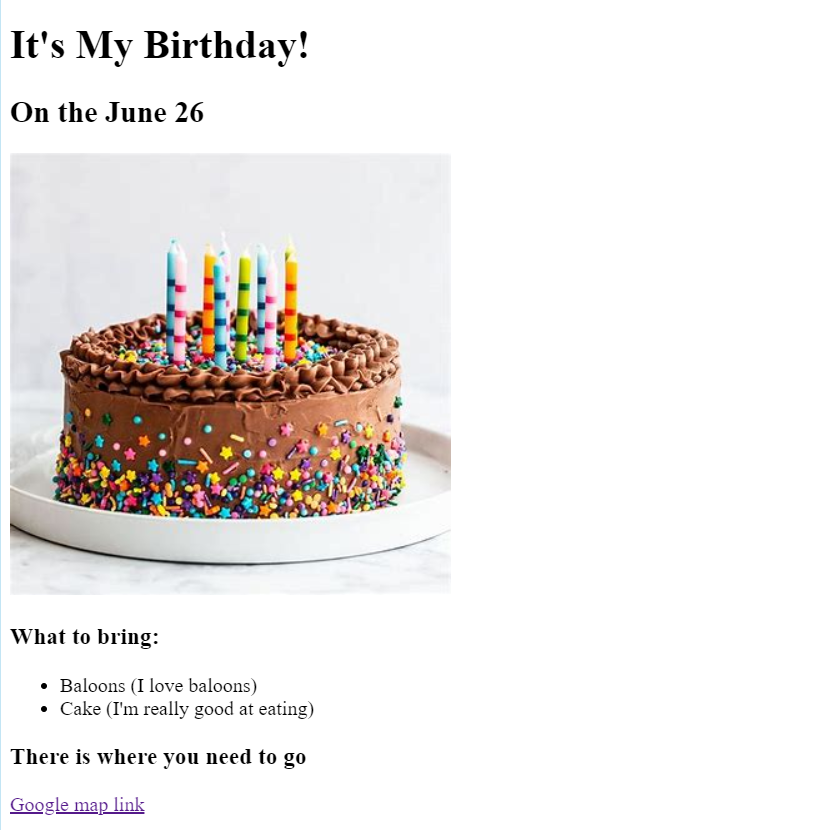 It's My Birthday!
On the June 26
What to bring:
Baloons (I love baloons)
Cake (I'm really good at eating)
There is where you need to go
Google map link